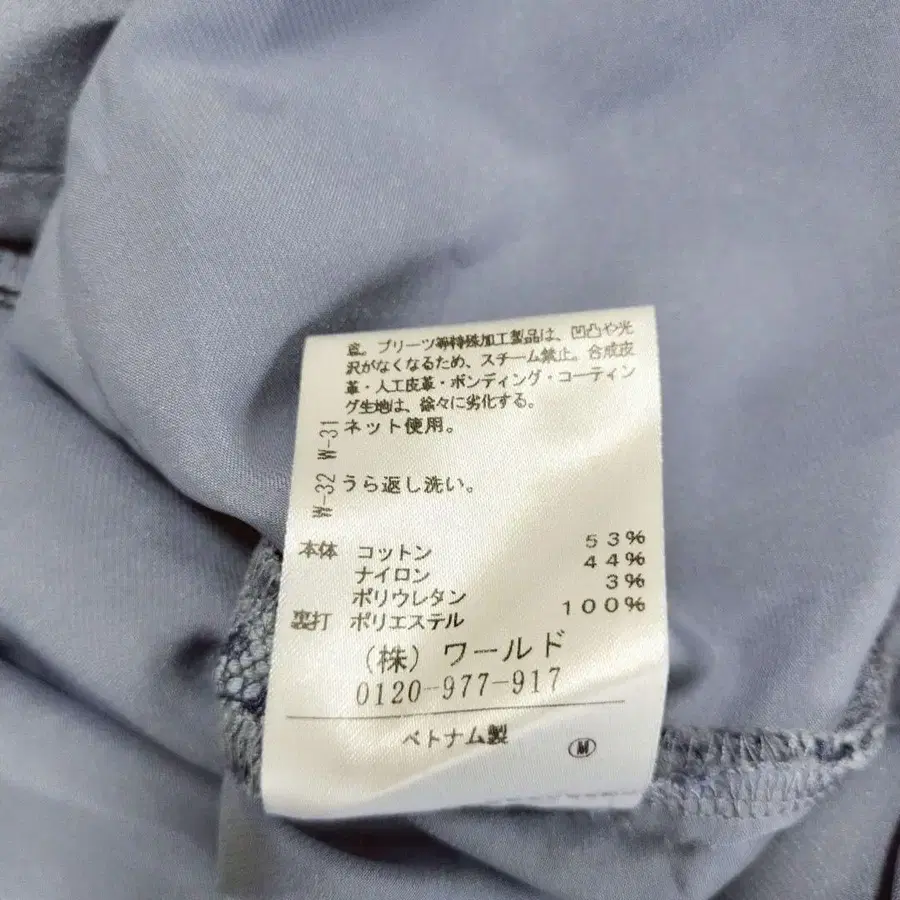 意。プリーツ等特殊加工製品は、凹凸や光
沢がなくなるため、スチーム禁止。合成皮
革・人工皮革・ボンディング・コーティン
グ生地は、徐々に劣化する。
W-31 ネット使用。
W-32 うら返し洗い。
本体 コットン 53%
ナイロン 44%
ポリウレタン 3%
裏打 ポリエステル 100%
(株) ワールド
0120-977-917
ベトナム製 M